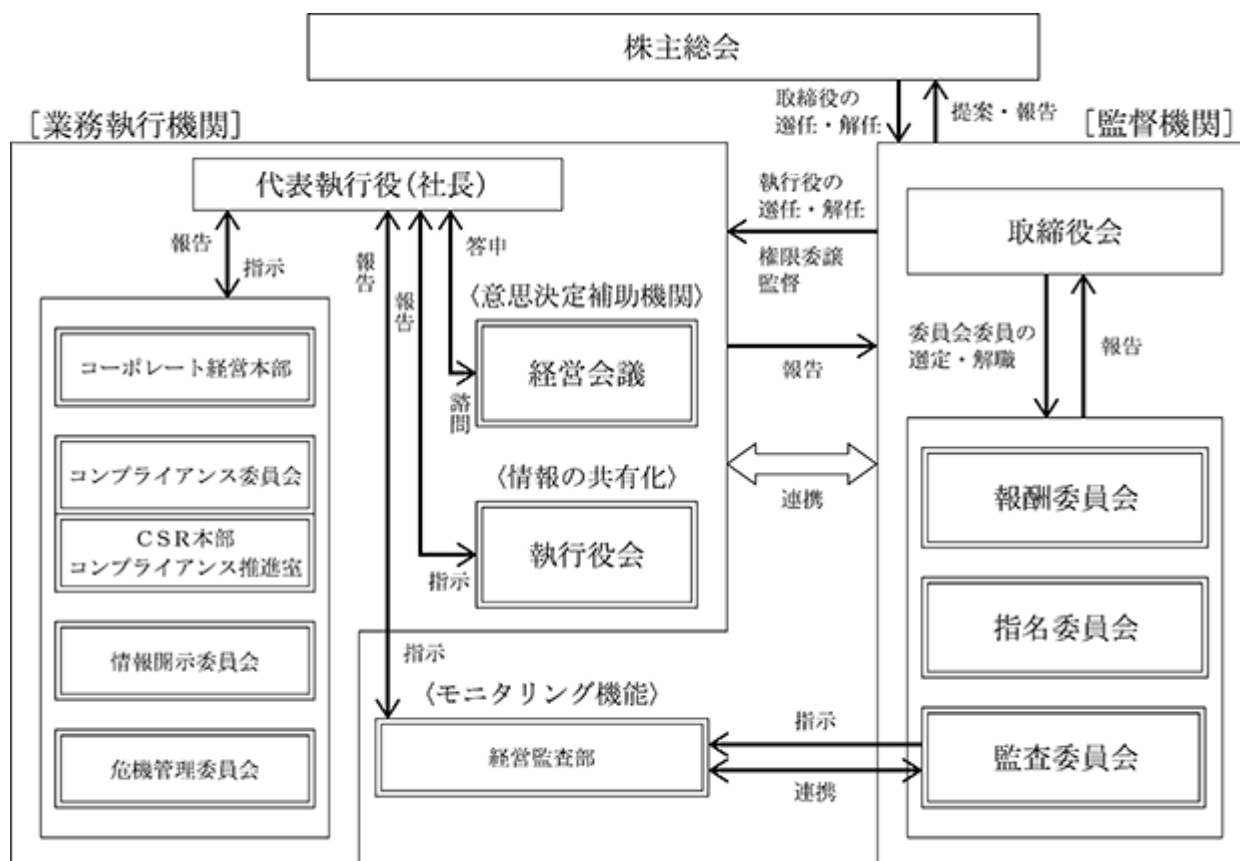 株主総会
取締役の
選任・解任
提案・報告
[業務執行機関]
[監督機関]
代表執行役(社長)
執行役の
選任・解任
権限委譲
監督
取締役会
報告
指示
報告
報告
答申
〈意思決定補助機関〉
経営会議
諮問
報告
委員会委員の
選定・解職
報告
コーポレート経営本部
コンプライアンス委員会
CSR本部
コンプライアンス推進室
情報開示委員会
危機管理委員会
〈情報の共有化〉
執行役会
指示
連携
報酬委員会
指名委員会
監査委員会
指示
〈モニタリング機能〉
経営監査部
指示
連携